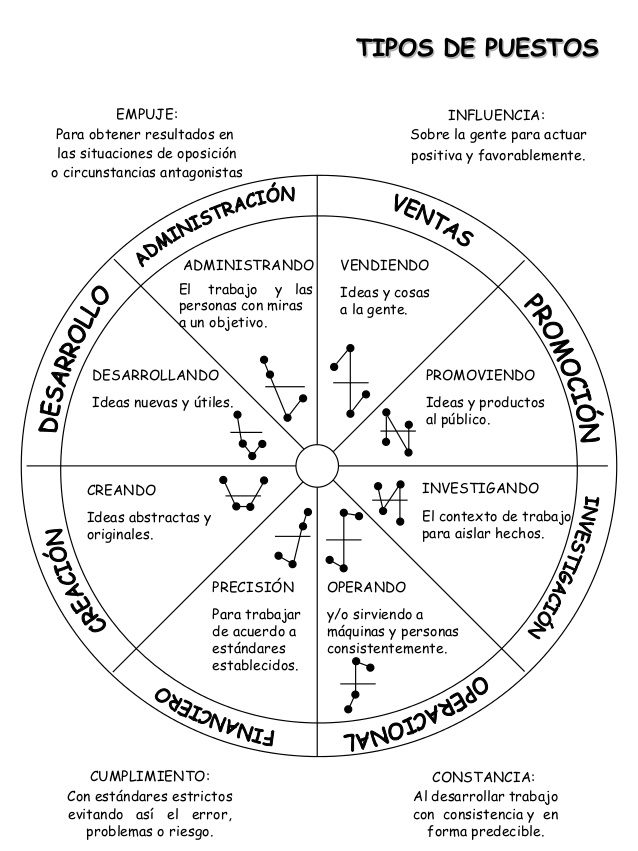 TIPOS DE PUESTOS
EMPUJE:
Para obtener resultados en
las situaciones de oposición
o circunstancias antagonistas
INFLUENCIA:
Sobre la gente para actuar
positiva y favorablemente.
ADMINISTRACIÓN
VENTAS
DESARROLLO
PROMOCIÓN
ADMINISTRANDO
El trabajo y las
personas con miras
a un objetivo.
VENDIENDO
Ideas y cosas
a la gente.
DESARROLLANDO
Ideas nuevas y útiles.
PROMOVIENDO
Ideas y productos
al público.
CREANDO
Ideas abstractas y
originales.
INVESTIGANDO
El contexto de trabajo
para aislar hechos.
CREACIÓN
INVESTIGACIÓN
PRECISIÓN
Para trabajar
de acuerdo a
estándares
establecidos.
OPERANDO
y/o sirviendo a
máquinas y personas
consistentemente.
FINANCIERO
OPERACIONAL
CUMPLIMIENTO:
Con estándares estrictos
evitando así el error,
problemas o riesgo.
CONSTANCIA:
Al desarrollar trabajo
con consistencia y en
forma predecible.